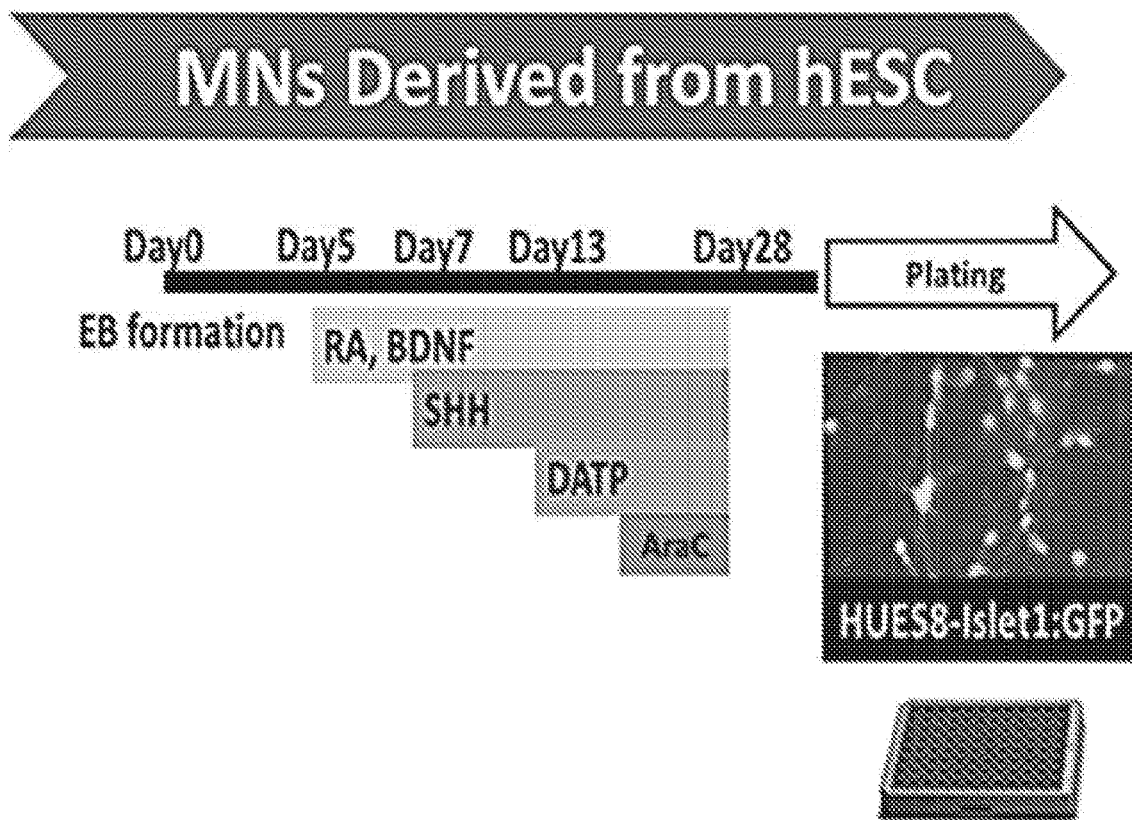 MNs Derived from hESC
Day0 Day5 Day7 Day13 Day28
Plating
EB formation
RA, BDNF
SHH
DATP
AraC
HUES8-Islet1:GFP